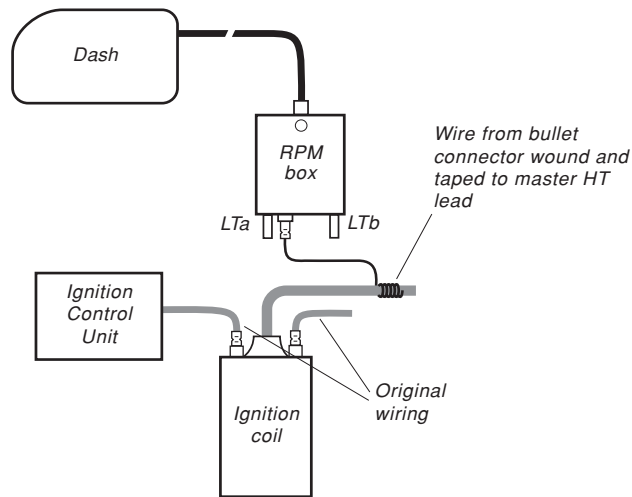 Dash
RPM
box
Wire from bullet
connector wound and
taped to master HT
lead
LTa
LTb
Ignition
Control
Unit
Original
wiring
Ignition
coil